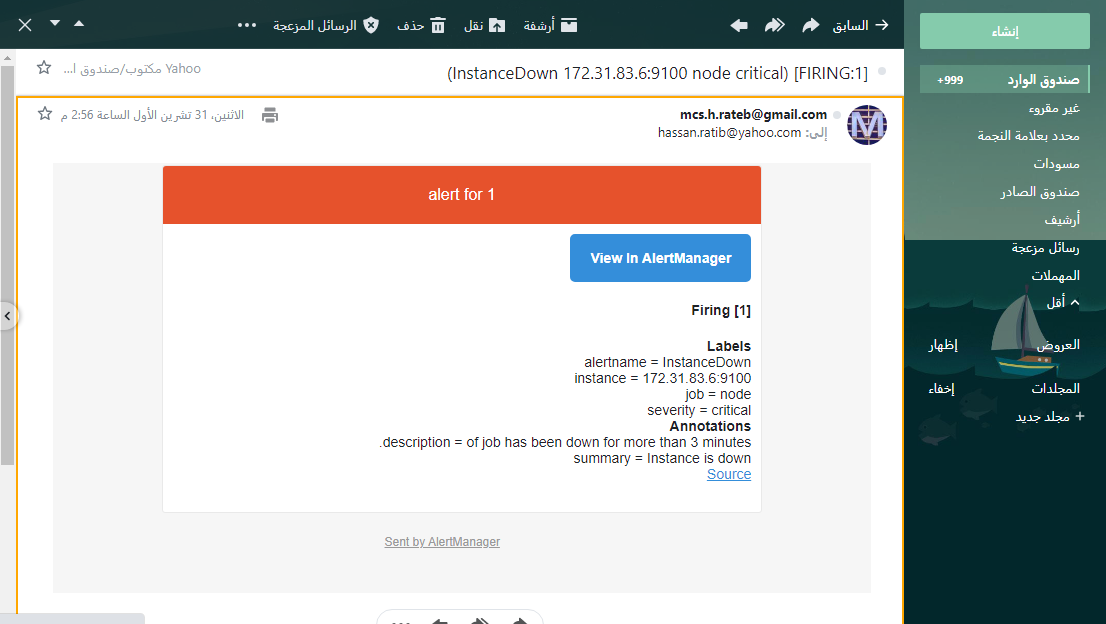 السابق
أرشفة
نقل
حذف
الرسائل المزعجة
[FIRING:1] (InstanceDown 172.31.83.6:9100 node critical)
Yahoo مكتوب/صندوق ا...
mcs.h.rateb@gmail.com
الاثنين، 31 تشرين الأول الساعة 2:56 م
إلى: hassan.ratib@yahoo.com
alert for 1
View In AlertManager
Firing [1]
Labels
alertname = InstanceDown
instance = 172.31.83.6:9100
job = node
severity = critical
Annotations
description = of job has been down for more than 3 minutes.
summary = Instance is down
Source
Sent by AlertManager
إنشاء
صندوق الوارد
999+
غير مقروء
محدد بعلامة النجمة
مسودات
صندوق الصادر
أرشيف
رسائل مزعجة
المهملات
أقل
العروض
إظهار
المجلدات
إخفاء
+ مجلد جديد